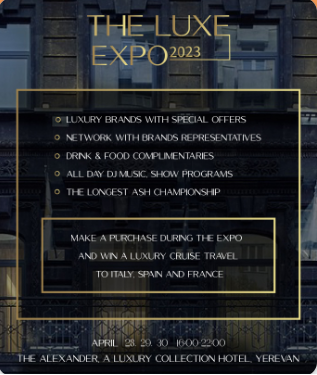 THE LUXE
EXPO 2023
LUXURY BRANDS WITH SPECIAL OFFERS
NETWORK WITH BRANDS REPRESENTATIVES
DRINK & FOOD COMPLIMENTARIES
ALL DAY DJ MUSIC, SHOW PROGRAMS
THE LONGEST ASH CHAMPIONSHIP
MAKE A PURCHASE DURING THE EXPO
AND WIN A LUXURY CRUISE TRAVEL
TO ITALY, SPAIN AND FRANCE
APRIL 28. 29. 30 16:00-22:00
THE ALEXANDER, A LUXURY COLLECTION HOTEL, YEREVAN